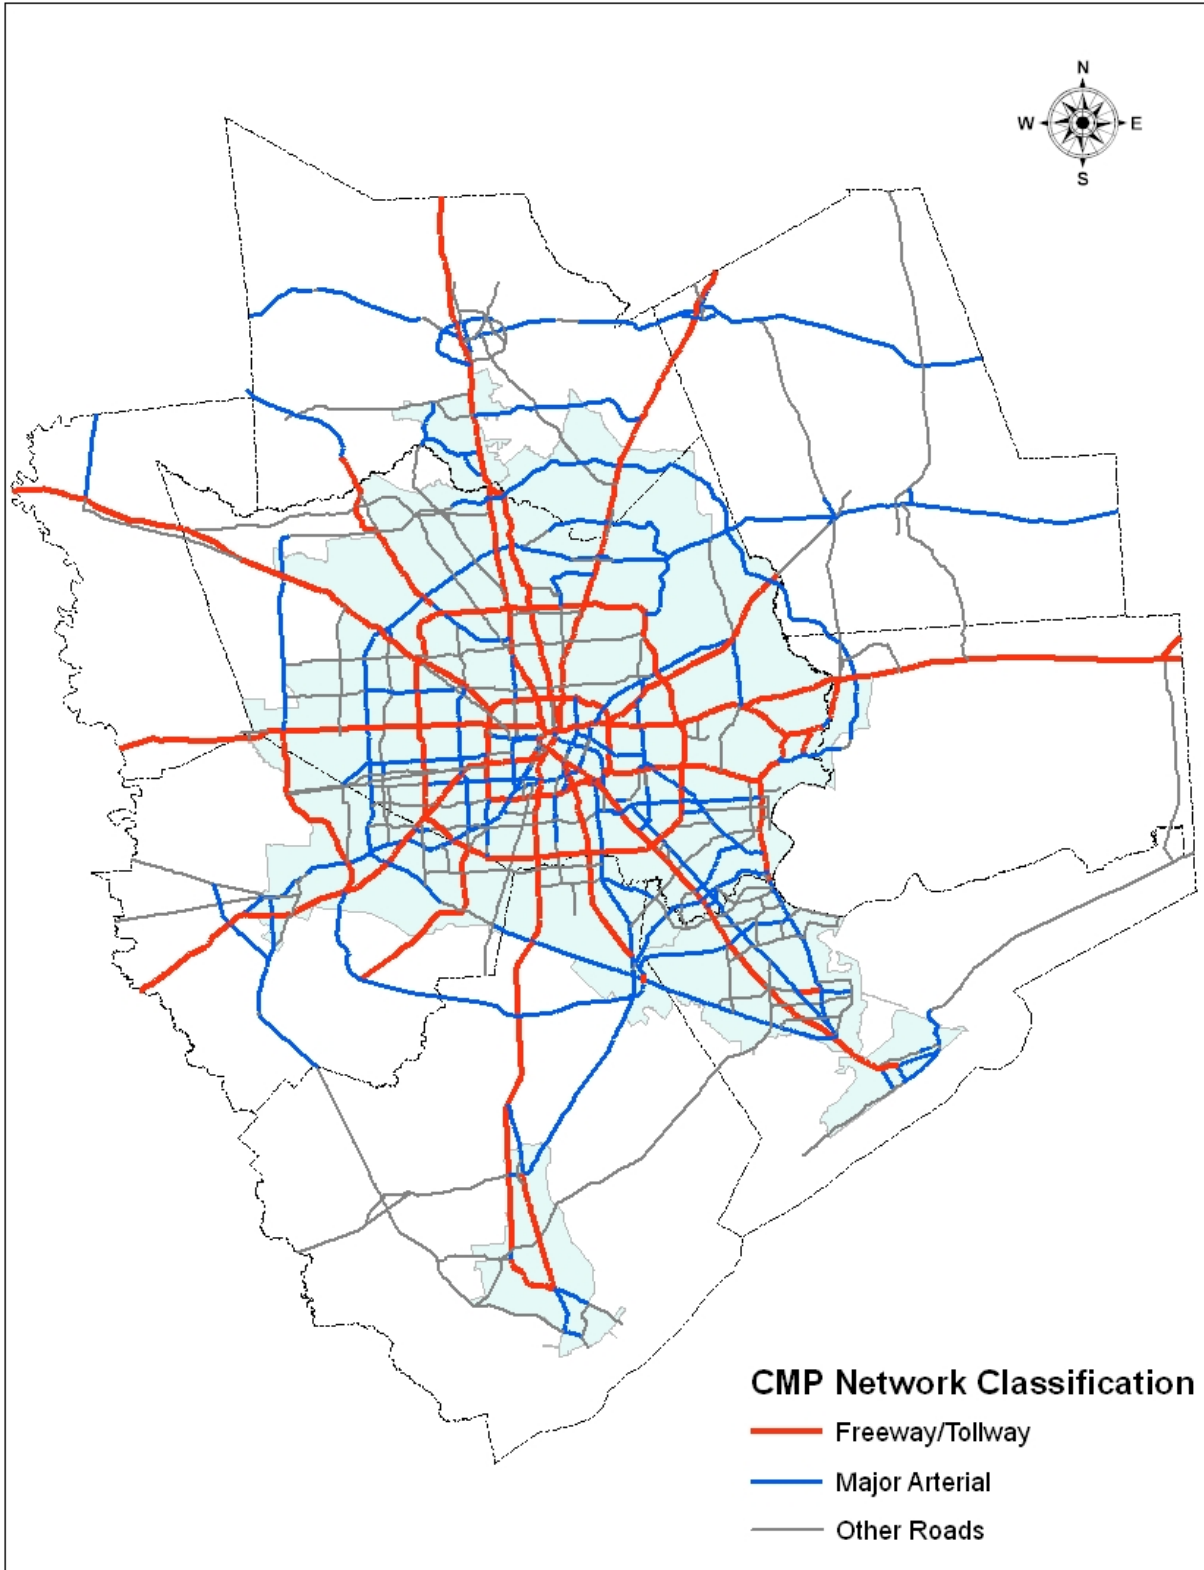 N
W E
S
CMP Network Classification
Freeway/Tollway
Major Arterial
Other Roads